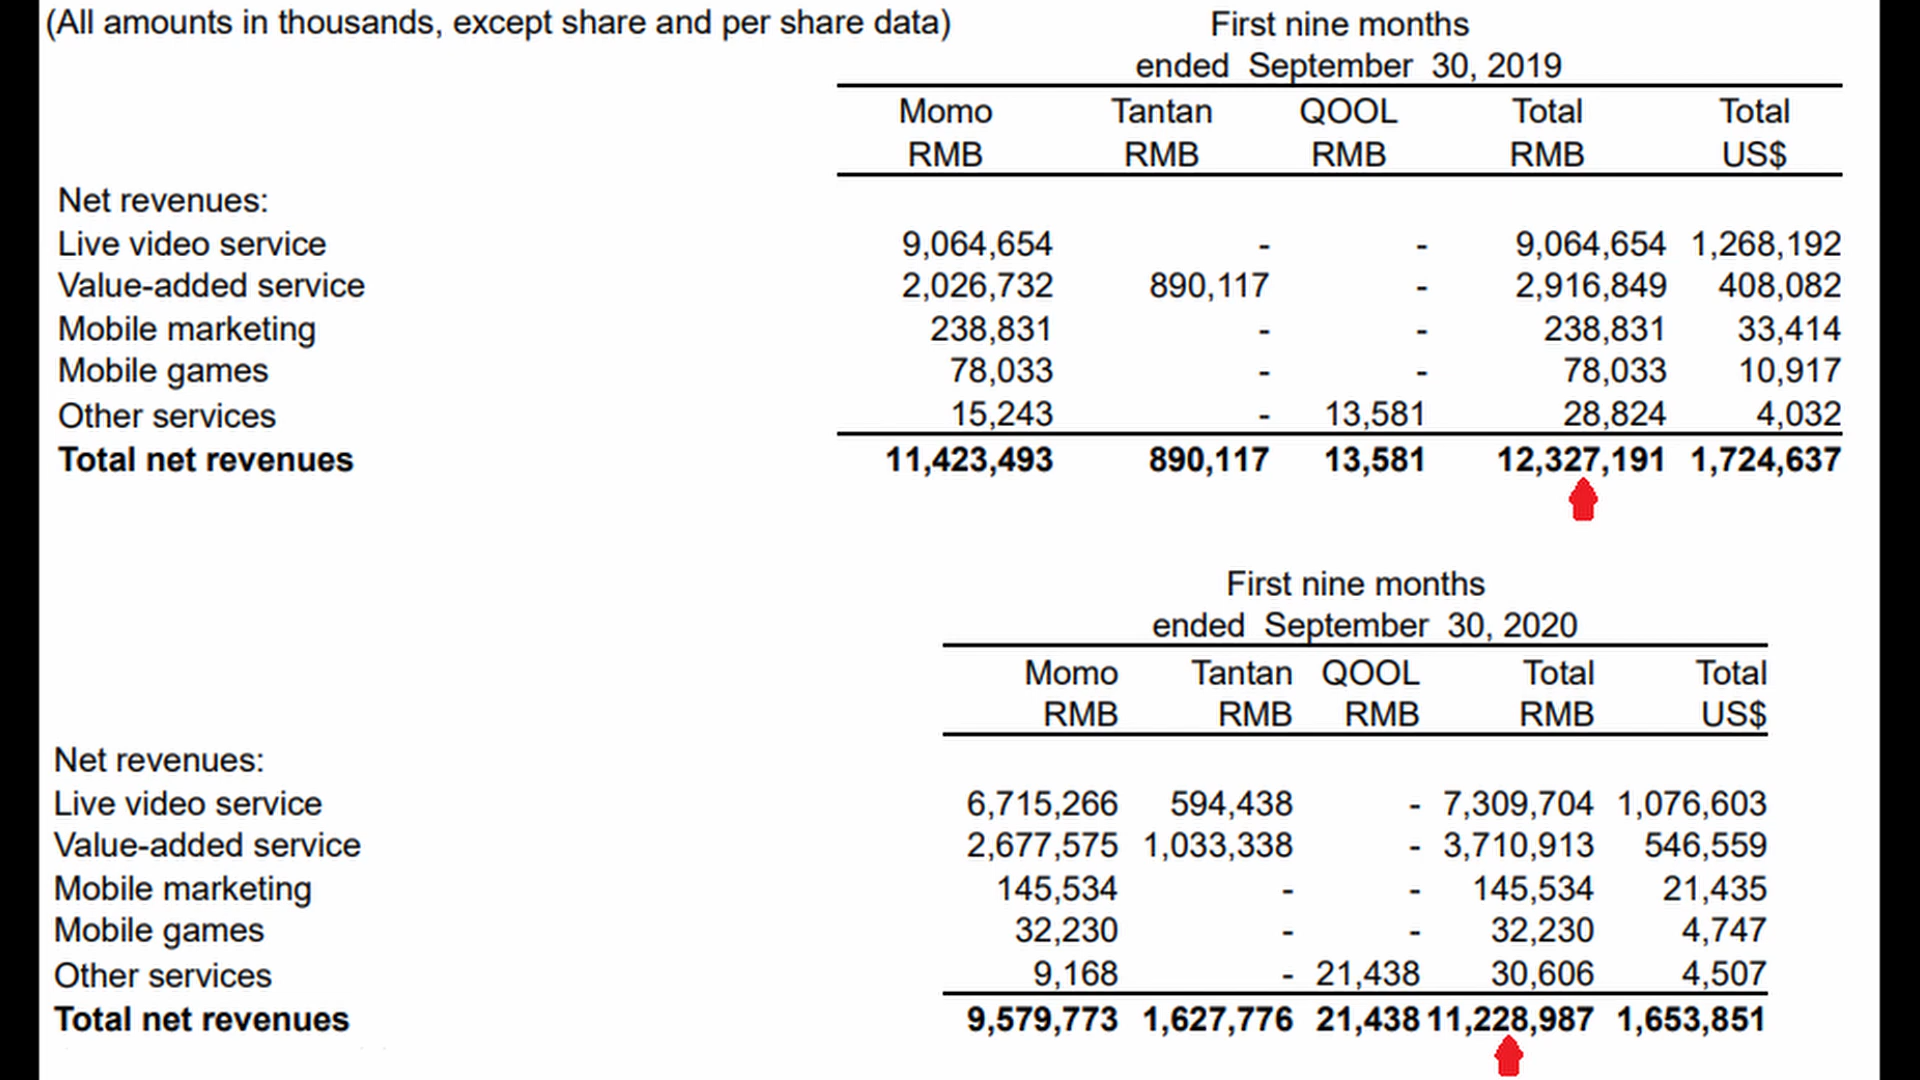 (All amounts in thousands, except share and per share data)
First nine months
ended September 30, 2019
Momo Tantan QOOL Total Total
RMB RMB RMB RMB US$
Net revenues:
Live video service 9,064,654 - - 9,064,654 1,268,192
Value-added service 2,026,732 890,117 - 2,916,849 408,082
Mobile marketing 238,831 - - 238,831 33,414
Mobile games 78,033 - - 78,033 10,917
Other services 15,243 - 13,581 28,824 4,032
Total net revenues 11,423,493 890,117 13,581 12,327,191 1,724,637
First nine months
ended September 30, 2020
Momo Tantan QOOL Total Total
RMB RMB RMB RMB US$
Net revenues:
Live video service 6,715,266 594,438 - 7,309,704 1,076,603
Value-added service 2,677,575 1,033,338 - 3,710,913 546,559
Mobile marketing 145,534 - - 145,534 21,435
Mobile games 32,230 - - 32,230 4,747
Other services 9,168 - 21,438 30,606 4,507
Total net revenues 9,579,773 1,627,776 21,438 11,228,987 1,653,851